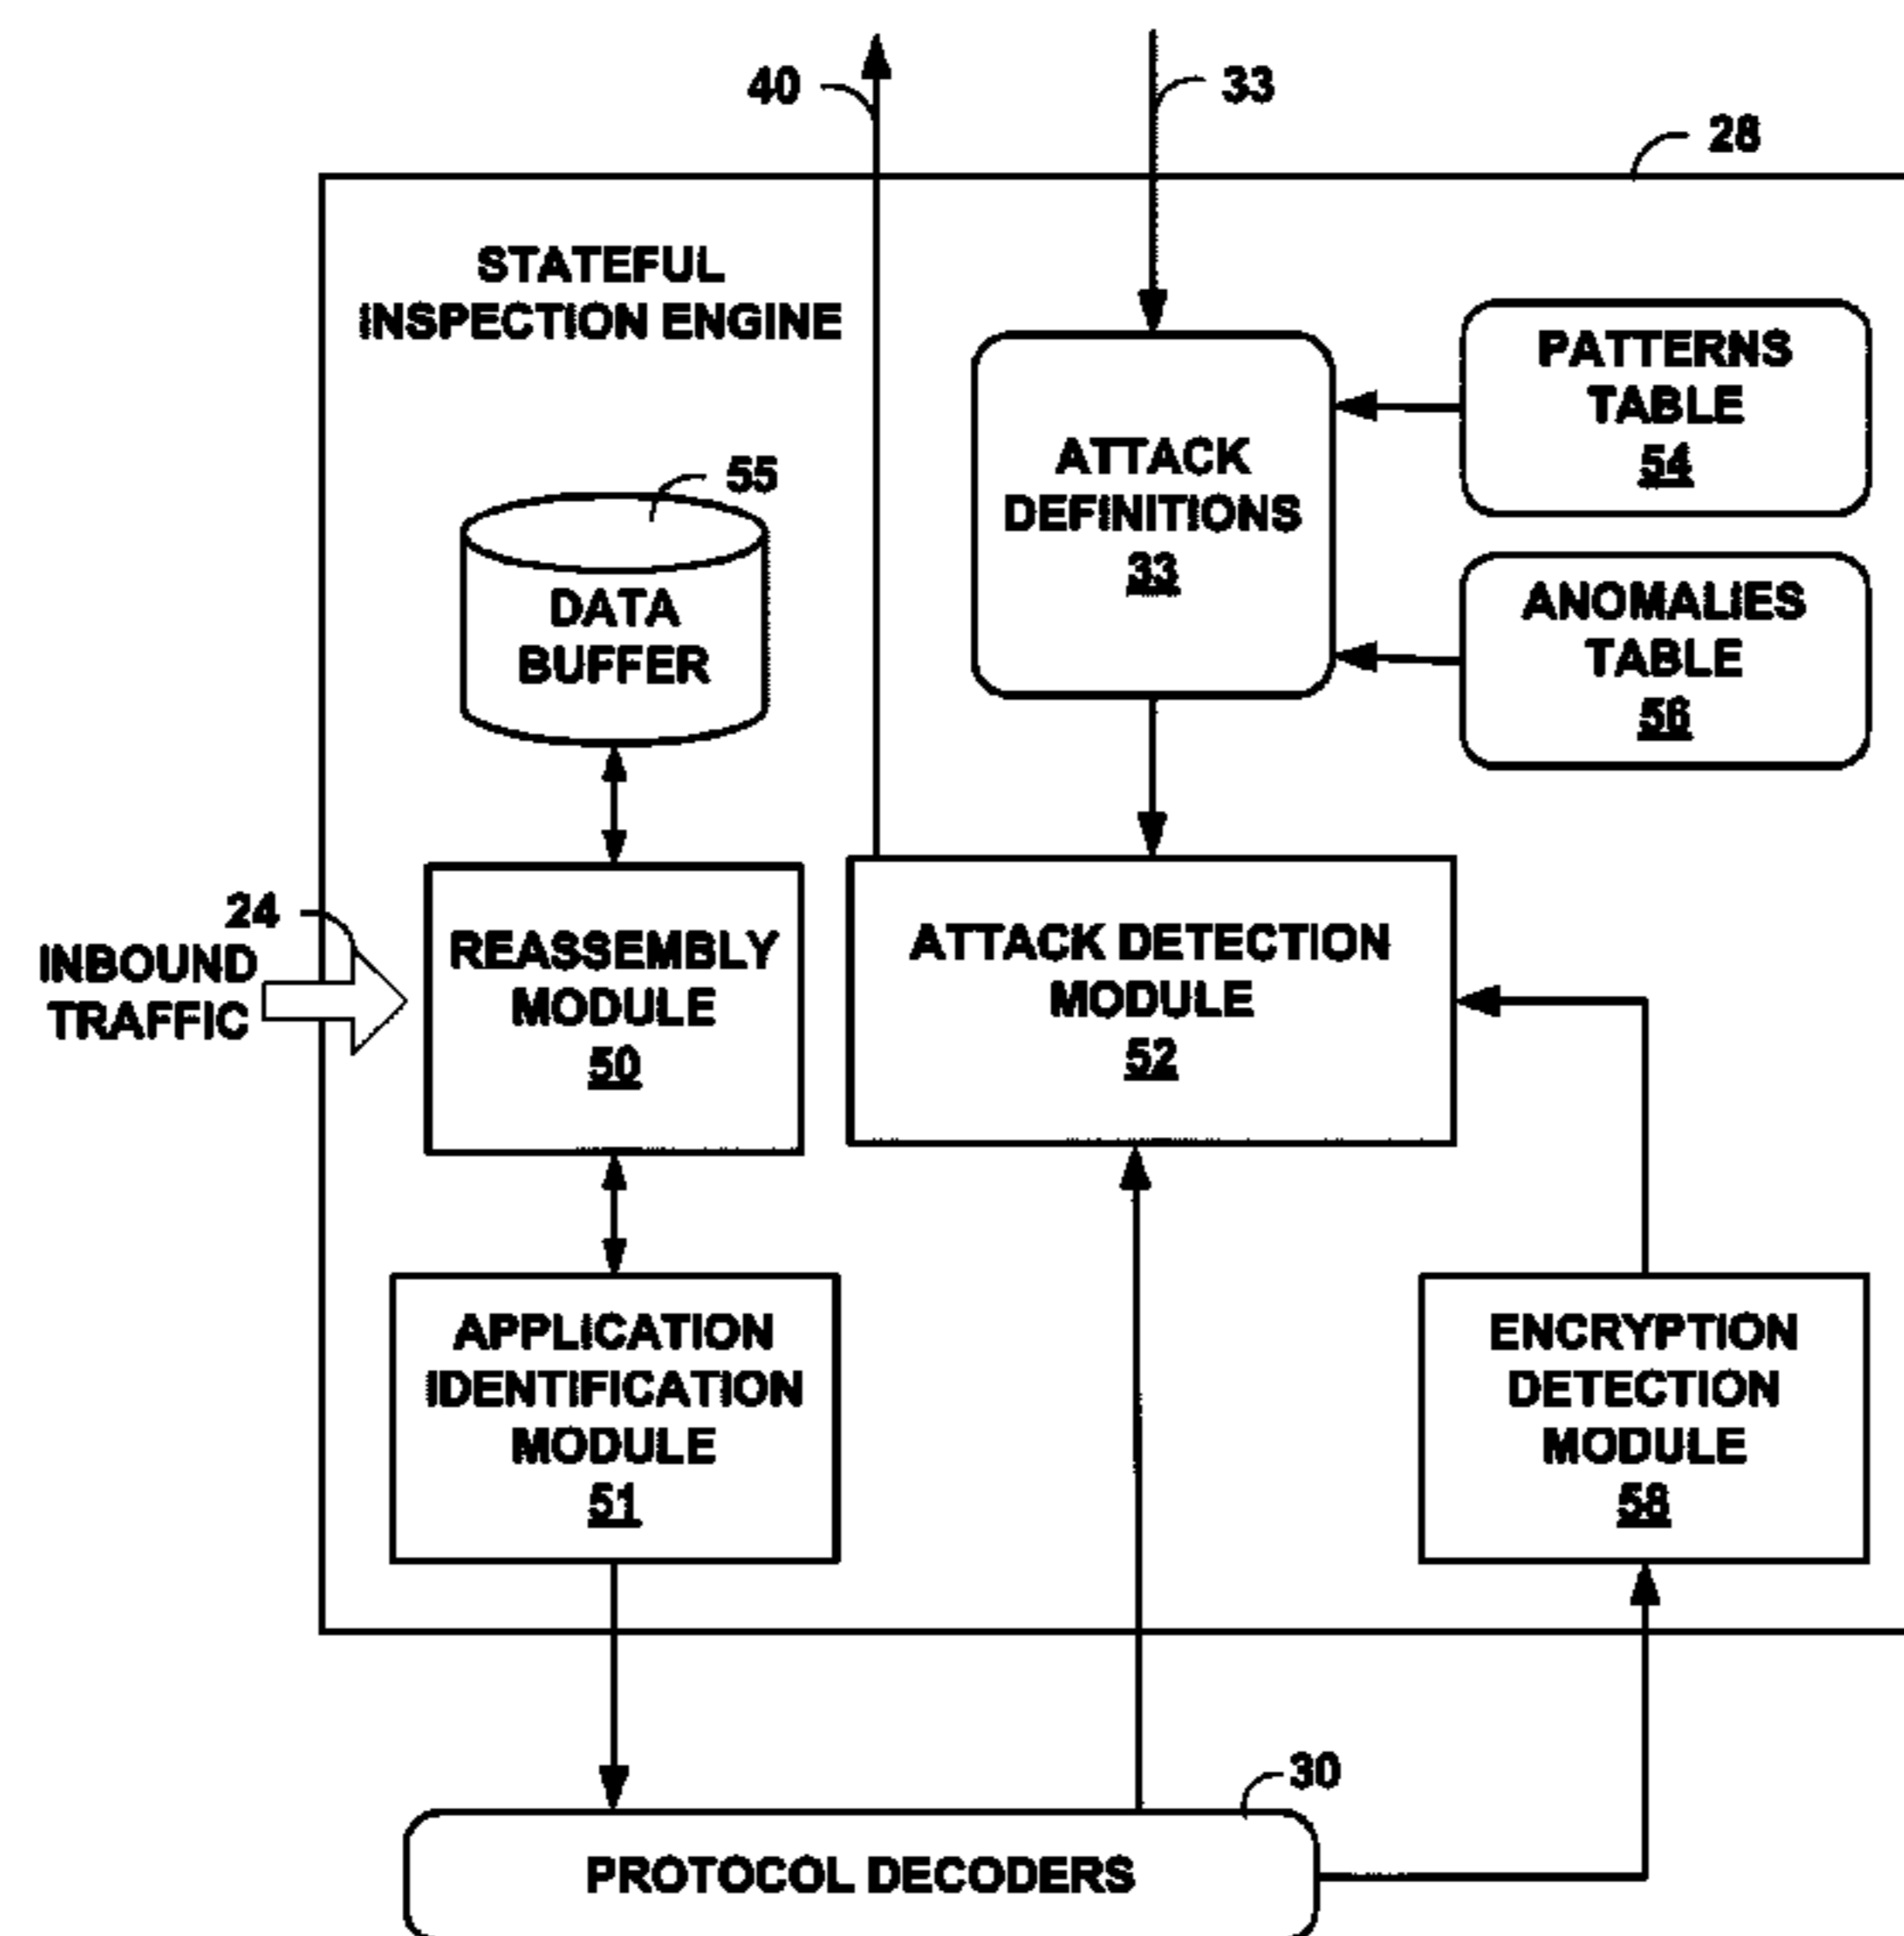 40
33
28
STATEFUL
INSPECTION ENGINE
PATTERNS
TABLE
54
ATTACK
DEFINITIONS
33
55
DATA
BUFFER
ANOMALIES
TABLE
56
24
INBOUND
TRAFFIC
REASSEMBLY
MODULE
50
ATTACK DETECTION
MODULE
52
APPLICATION
IDENTIFICATION
MODULE
51
ENCRYPTION
DETECTION
MODULE
58
30
PROTOCOL DECODERS